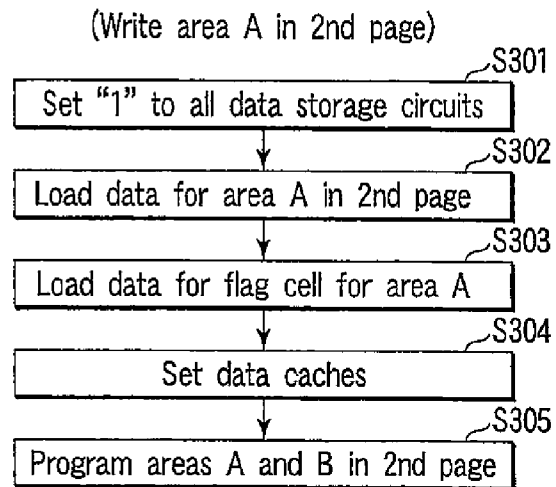 (Write area A in 2nd page)
S301
Set “1” to all data storage circuits
S302
Load data for area A in 2nd page
S303
Load data for flag cell for area A
S304
Set data caches
S305
Program areas A and B in 2nd page